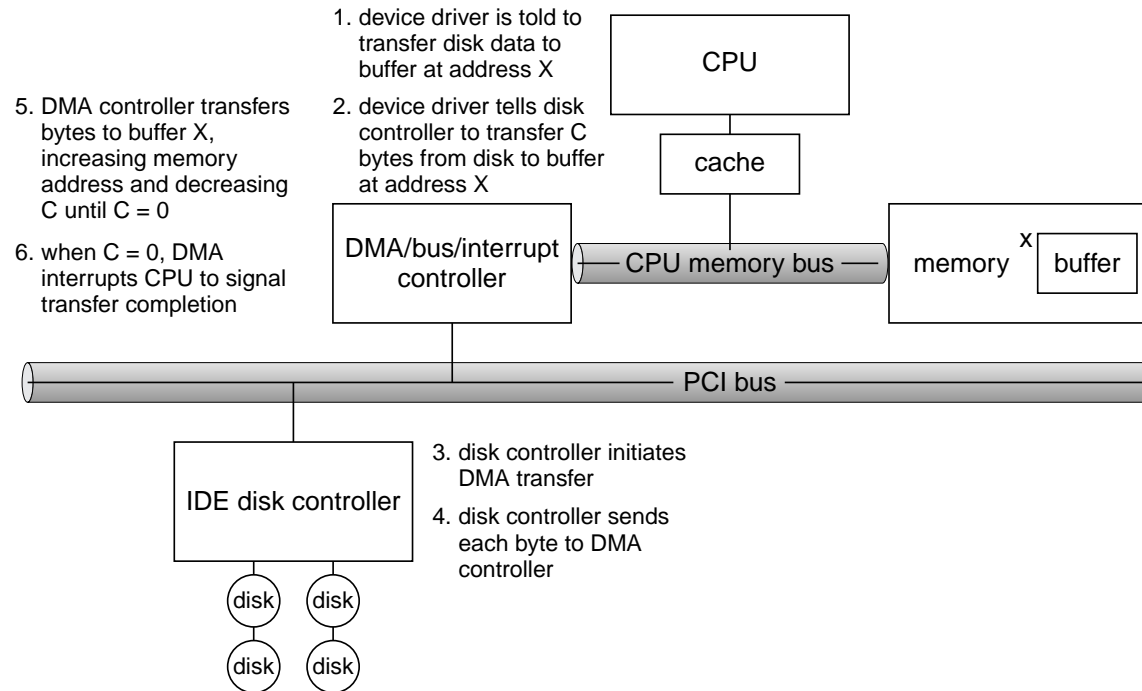 1. device driver is told to
transfer disk data to
buffer at address X
2. device driver tells disk
controller to transfer C
bytes from disk to buffer
at address X
5. DMA controller transfers
bytes to buffer X,
increasing memory
address and decreasing
C until C = 0
6. when C = 0, DMA
interrupts CPU to signal
transfer completion
CPU
cache
DMA/bus/interrupt
controller
CPU memory bus
memory
x
buffer
PCI bus
IDE disk controller
3. disk controller initiates
DMA transfer
4. disk controller sends
each byte to DMA
controller
disk
disk
disk
disk